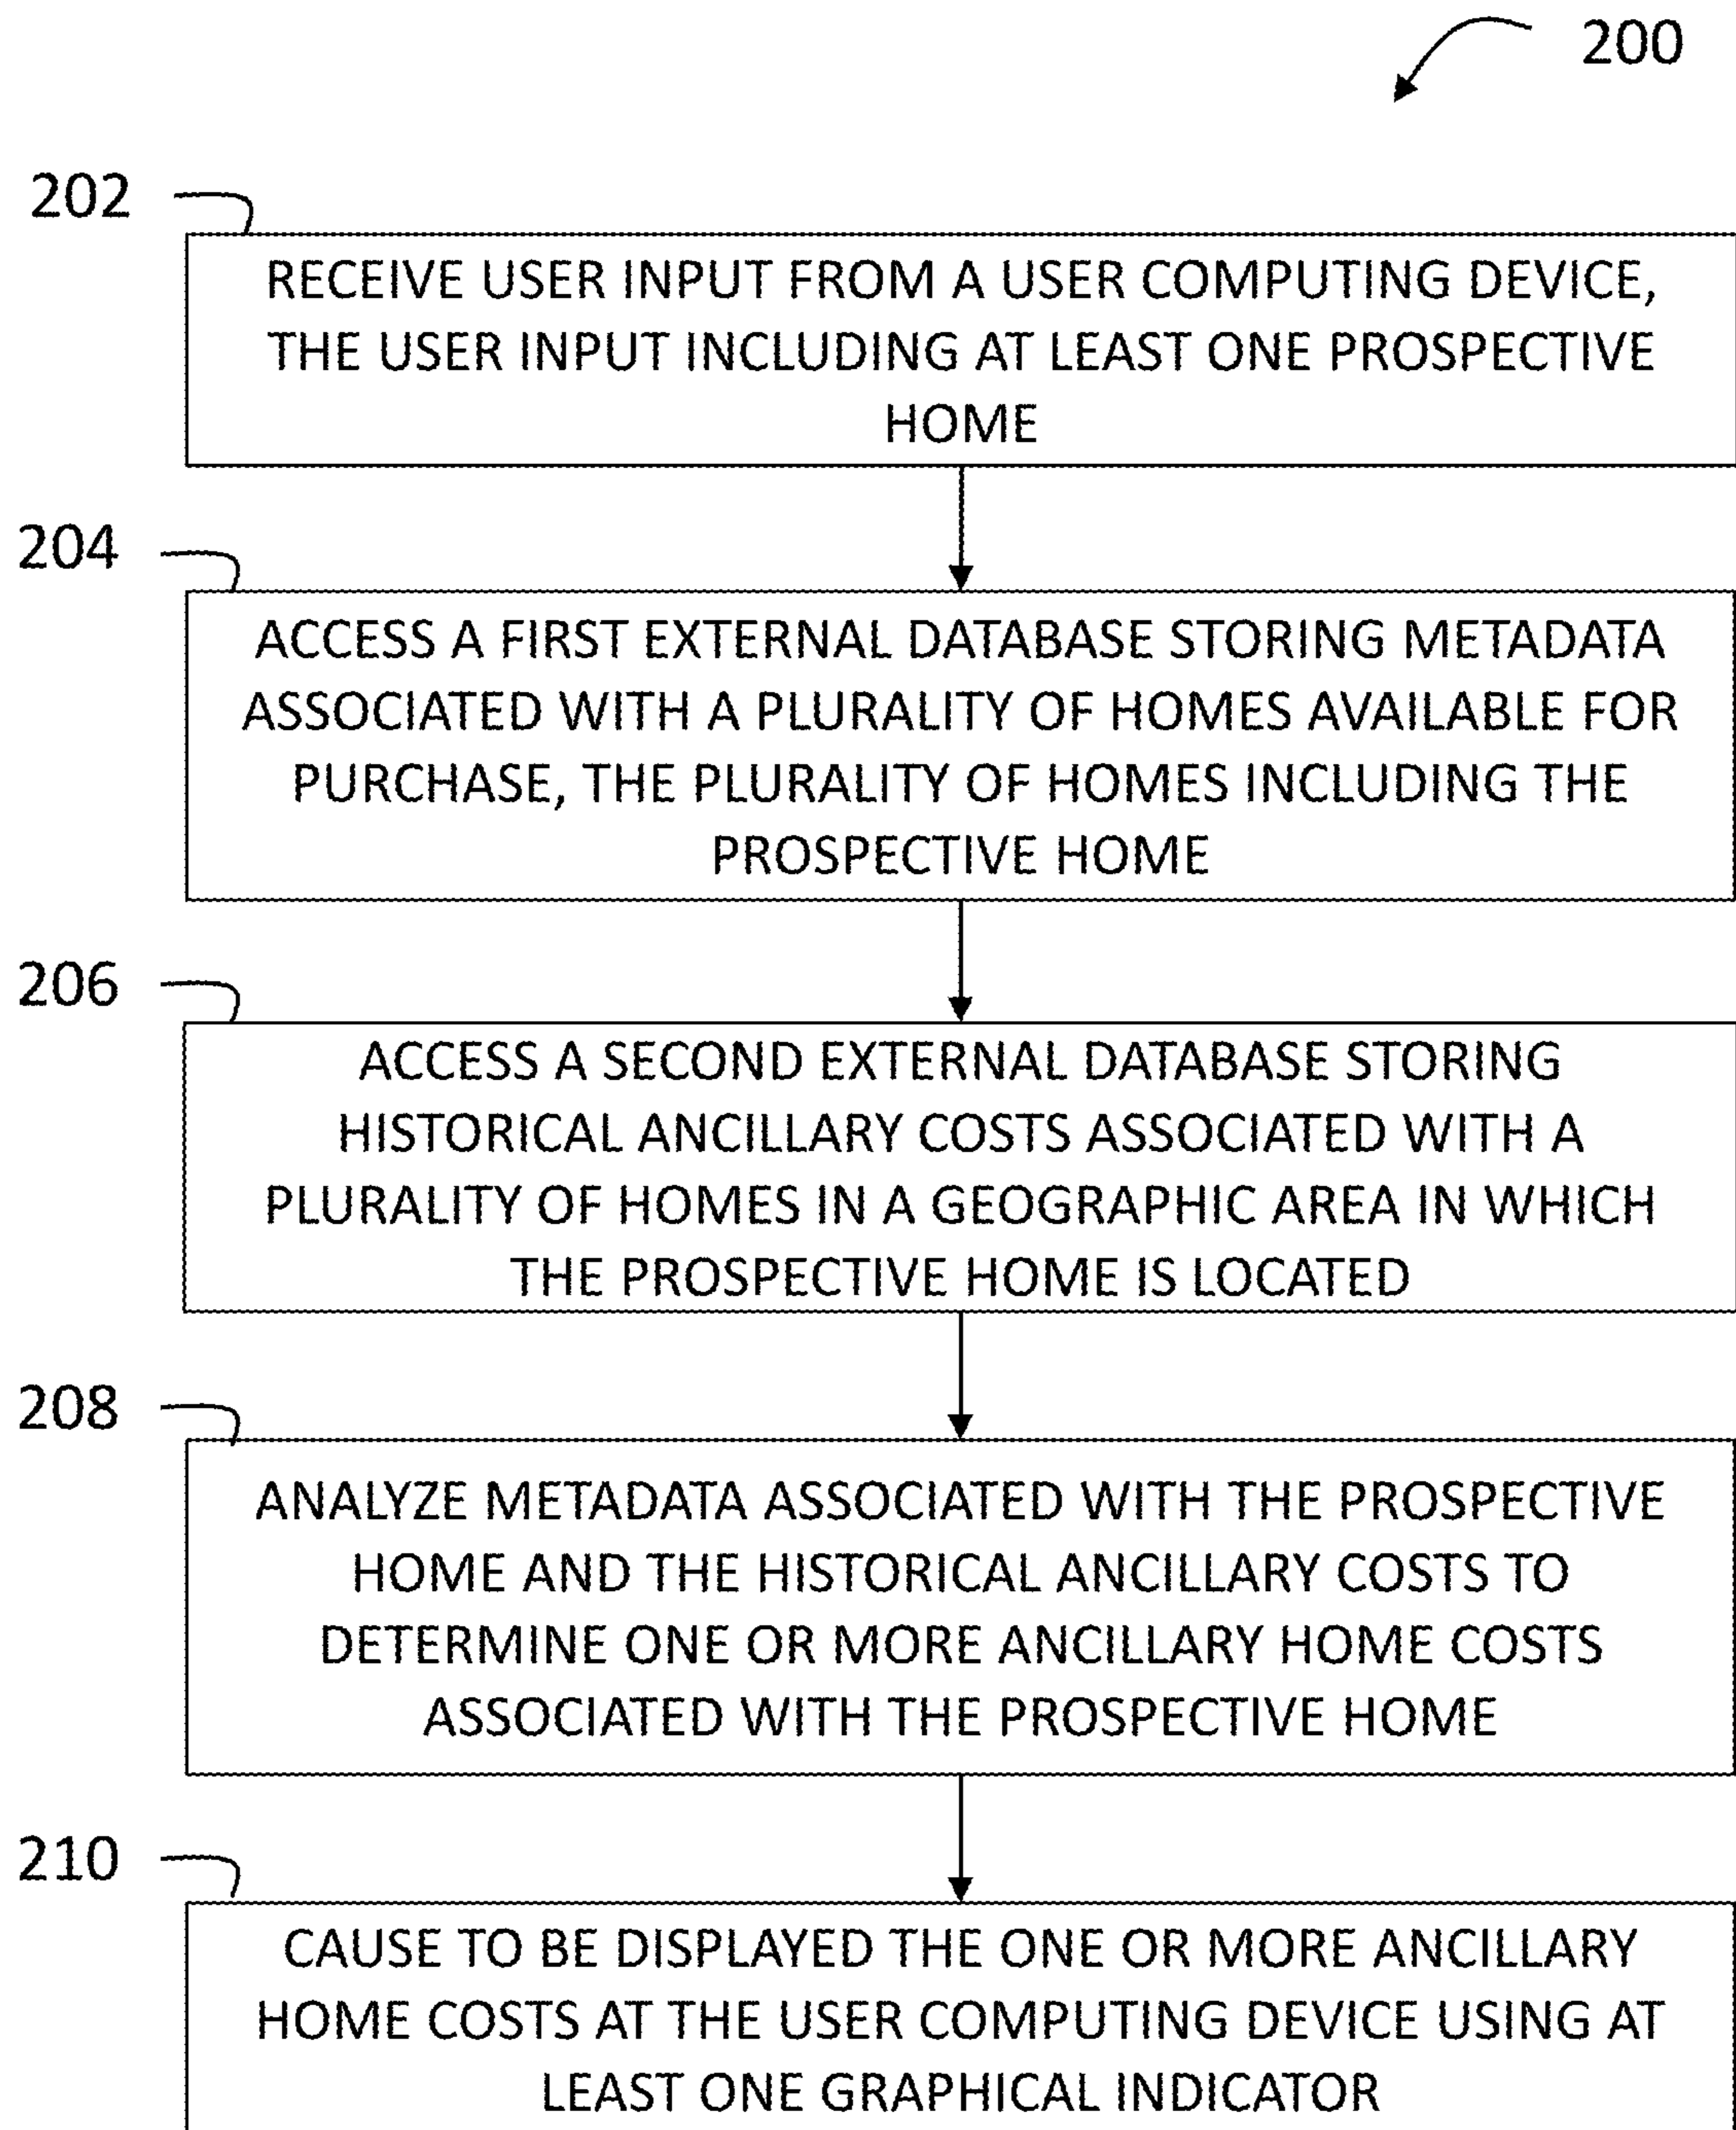 200
202
RECEIVE USER INPUT FROM A USER COMPUTING DEVICE,
THE USER INPUT INCLUDING AT LEAST ONE PROSPECTIVE
HOME
204
ACCESS A FIRST EXTERNAL DATABASE STORING METADATA
ASSOCIATED WITH A PLURALITY OF HOMES AVAILABLE FOR
PURCHASE, THE PLURALITY OF HOMES INCLUDING THE
PROSPECTIVE HOME
206
ACCESS A SECOND EXTERNAL DATABASE STORING
HISTORICAL ANCILLARY COSTS ASSOCIATED WITH A
PLURALITY OF HOMES IN A GEOGRAPHIC AREA IN WHICH
THE PROSPECTIVE HOME IS LOCATED
208
ANALYZE METADATA ASSOCIATED WITH THE PROSPECTIVE
HOME AND THE HISTORICAL ANCILLARY COSTS TO
DETERMINE ONE OR MORE ANCILLARY HOME COSTS
ASSOCIATED WITH THE PROSPECTIVE HOME
210
CAUSE TO BE DISPLAYED THE ONE OR MORE ANCILLARY
HOME COSTS AT THE USER COMPUTING DEVICE USING AT
LEAST ONE GRAPHICAL INDICATOR